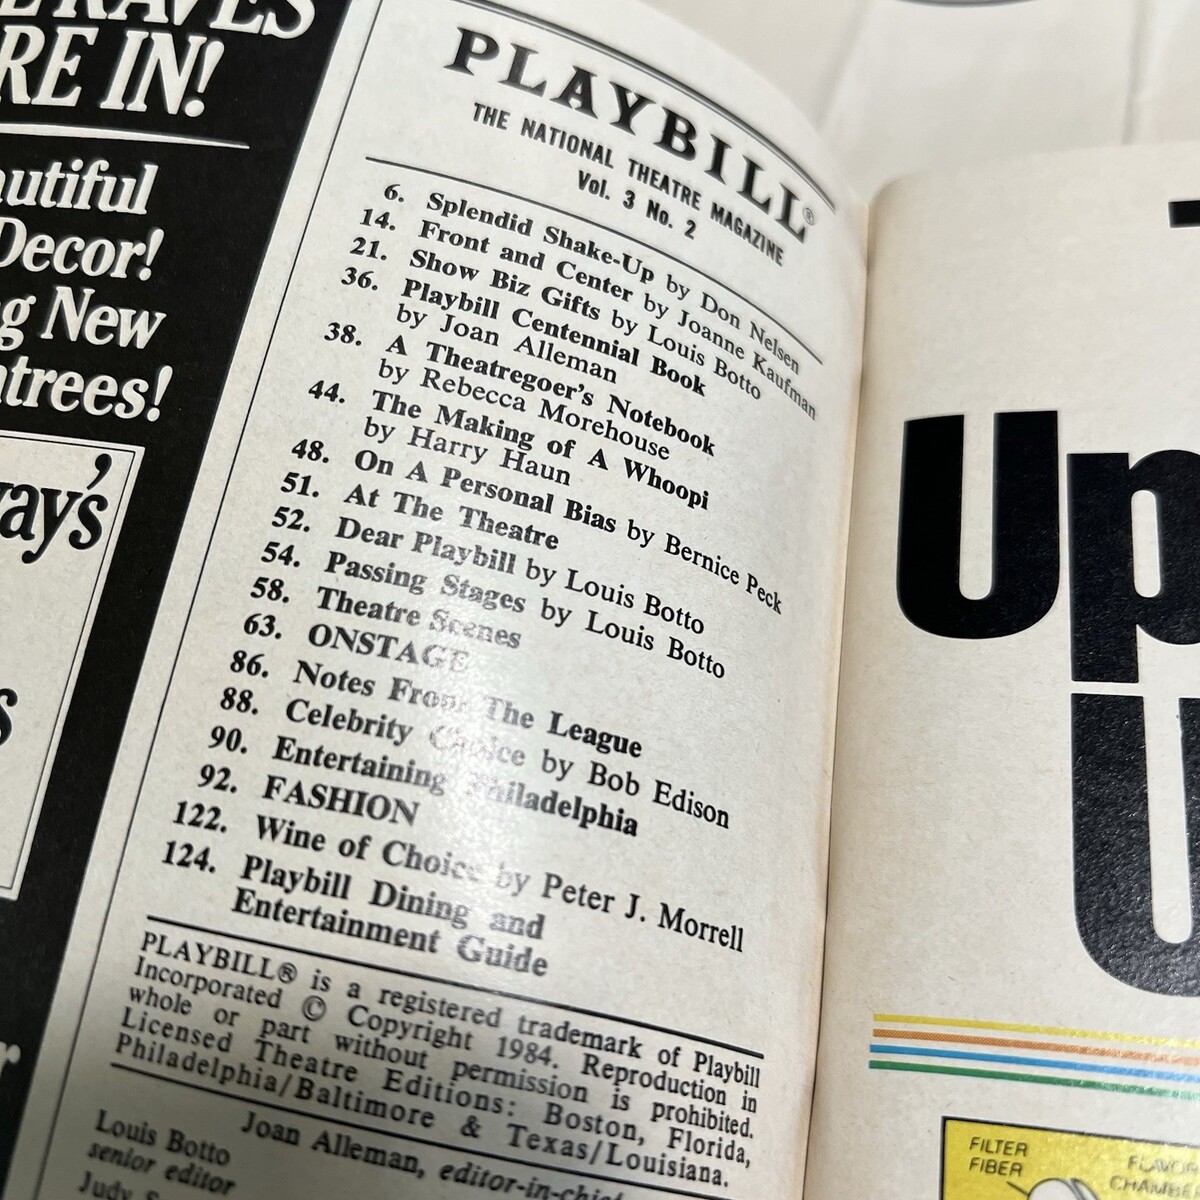 RE IN!
Decor!
g New
PLAYBILL®
THE NATIONAL THEATRE MAGAZINE
Vol. 3 No. 2
6. Splendid Shake-Up by Don Nelsen
14. Front and Center by Joanne Kaufman
21. Show Biz Gifts by Louis Botto
36. Playbill Centennial Book
by Joan Alleman
38. A Theatregoer's Notebook
by Rebecca Morehouse
44. The Making of A Whoopi
by Harry Haun
48. On A Personal Bias by Bernice Peck
51. At The Theatre
52. Dear Playbill by Louis Botto
54. Passing Stages by Louis Botto
58. Theatre Scenes
63. ONSTAGE
86. Notes From The League
88. Celebrity Choice by Bob Edison
90. Entertaining Philadelphia
92. FASHION
122. Wine of Choice by Peter J. Morrell
124. Playbill Dining and
Entertainment Guide
PLAYBILL® is a registered trademark of Playbill
Incorporated © Copyright 1984. Reproduction in
whole or part without permission is prohibited.
Licensed Theatre Editions: Boston, Florida,
Philadelphia/Baltimore & Texas/Louisiana.
Joan Alleman, editor-in-chief
Louis Botto
senior editor
Judy
Up
U
FILTER
FIBER
FLAVOR